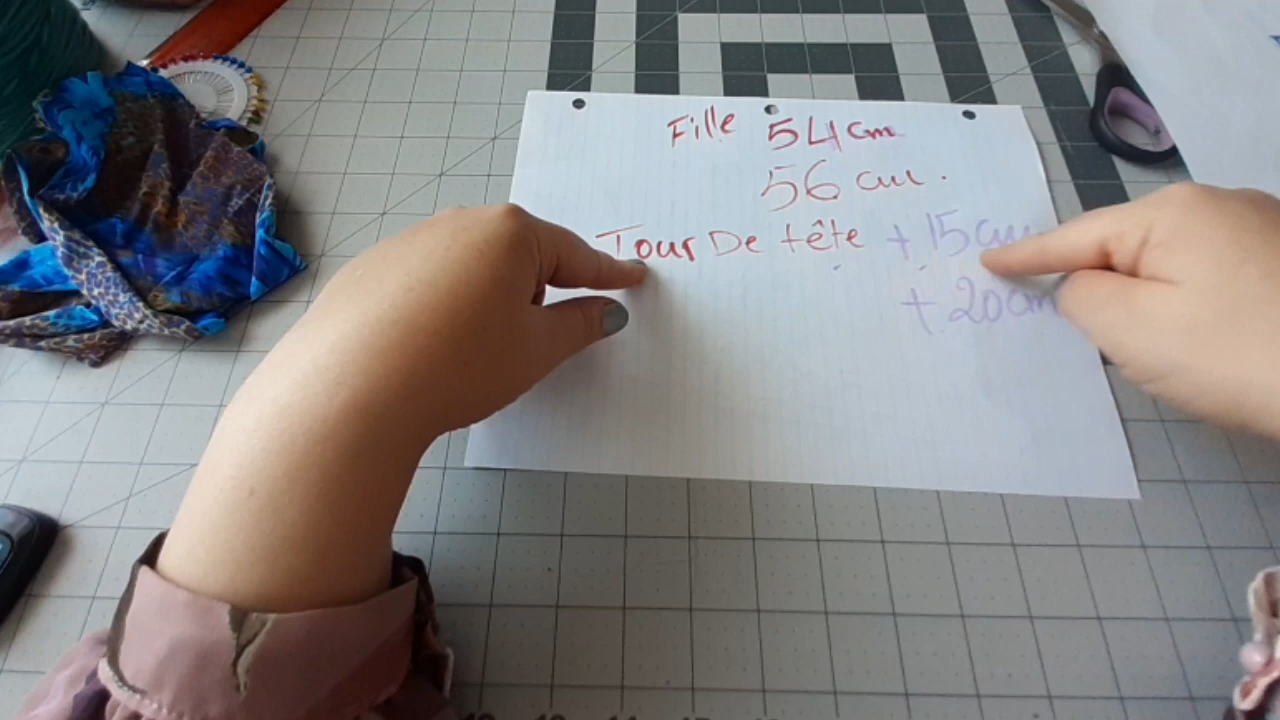 Fille 54cm
56 cm.
Tour De tête + 15cm
+ 20cm